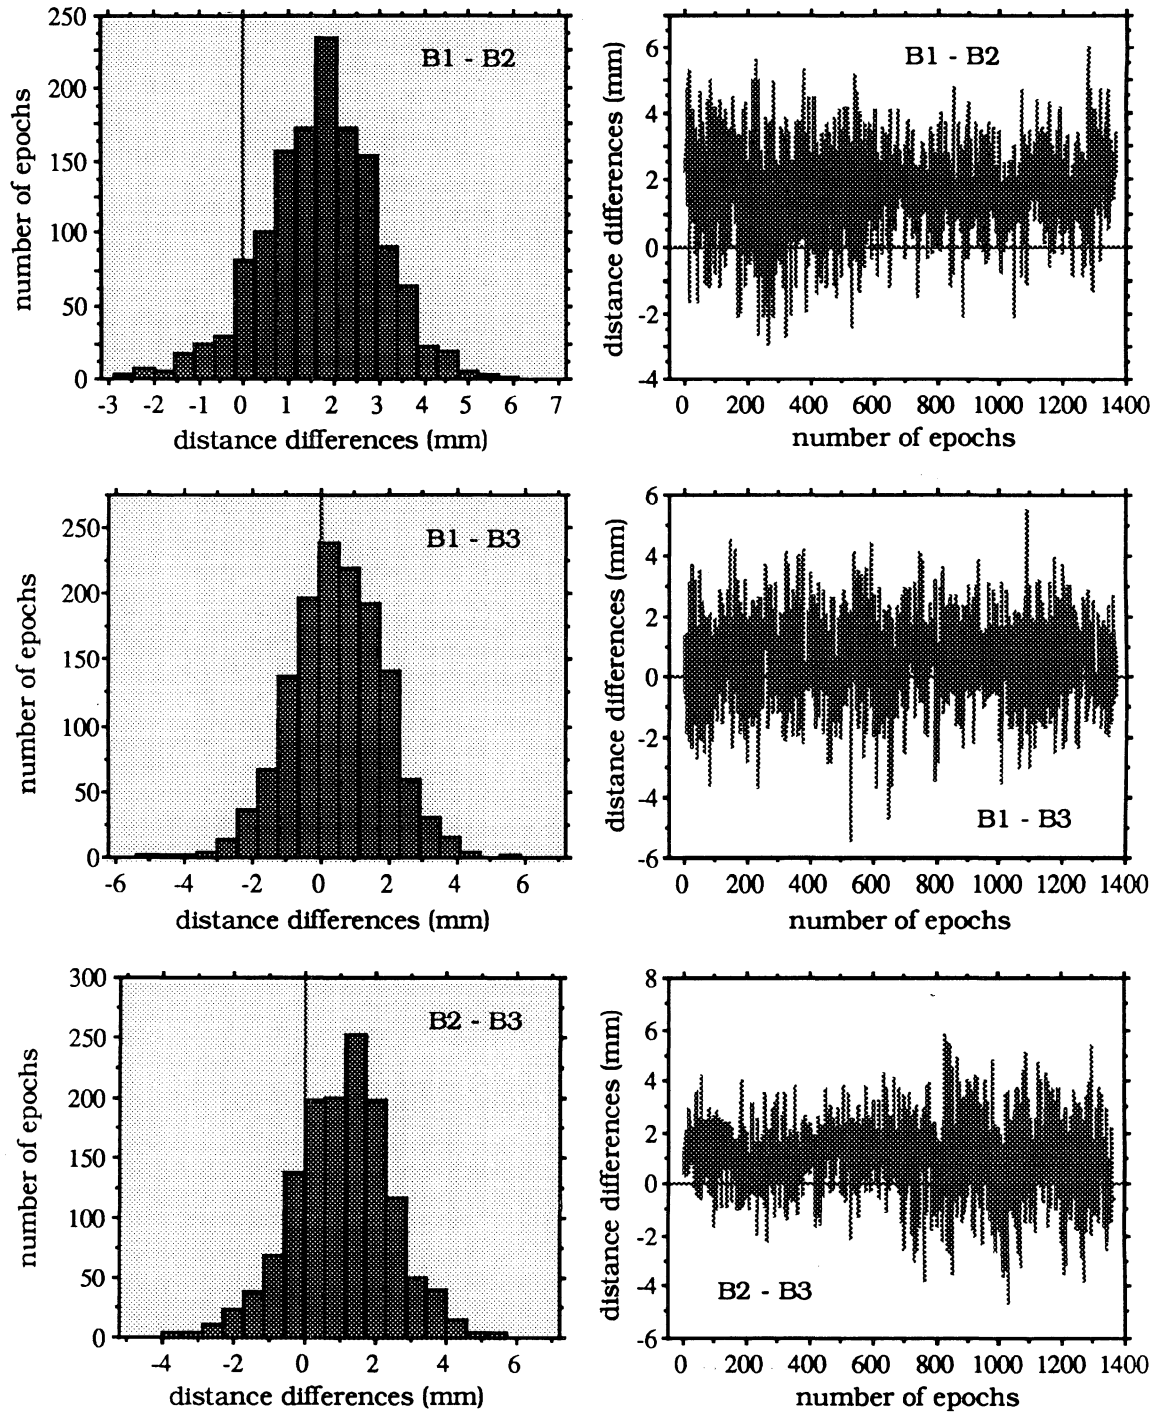 250
200
150
100
50
0
number of epochs
B1 - B2
-3 -2 -1 0 1 2 3 4 5 6 7
distance differences (mm)
6
4
2
0
-2
-4
distance differences (mm)
B1 - B2
0 200 400 600 800 1000 1200 1400
number of epochs
250
200
150
100
50
0
number of epochs
B1 - B3
-6 -4 -2 0 2 4 6
distance differences (mm)
6
4
2
0
-2
-4
-6
distance differences (mm)
B1 - B3
0 200 400 600 800 1000 1200 1400
number of epochs
300
250
200
150
100
50
0
number of epochs
B2 - B3
-4 -2 0 2 4 6
distance differences (mm)
8
6
4
2
0
-2
-4
-6
distance differences (mm)
B2 - B3
0 200 400 600 800 1000 1200 1400
number of epochs